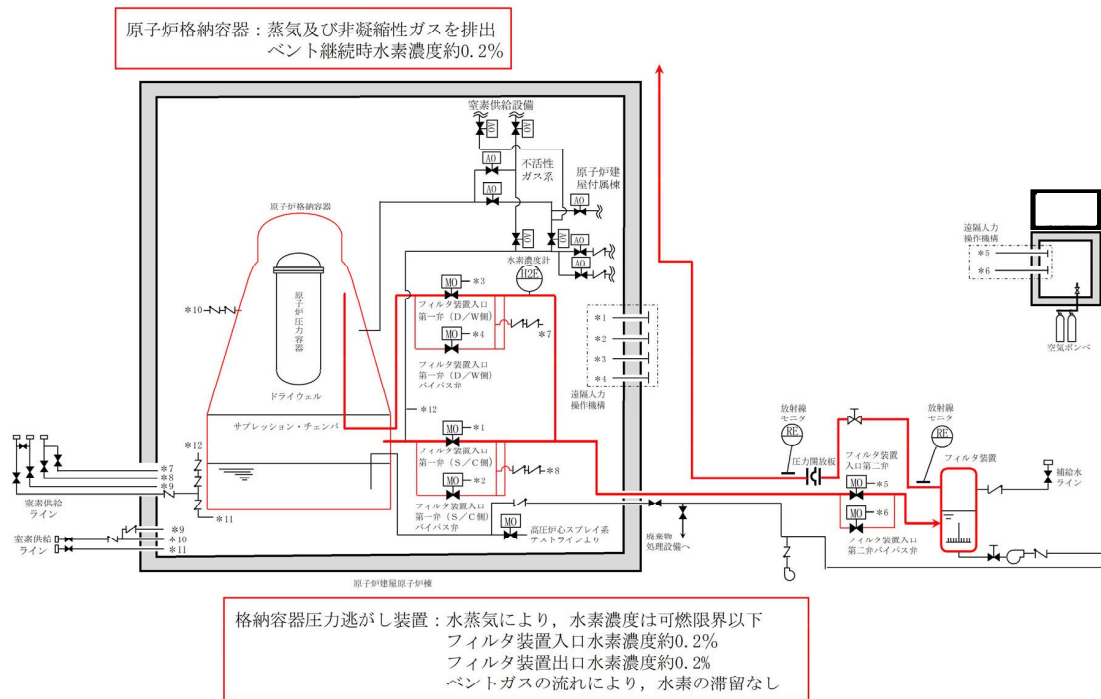 原子炉格納容器：蒸気及び非凝縮性ガスを排出
ベント継続時水素濃度約0.2%
窒素供給設備
AO
AO
AO
不活性
ガス系
原子炉建
屋付属棟
AO
AO
AO
AO
AO
AO
原子炉格納容器
原子炉圧力容器
ドライウェル
サプレッション・チェンバ
水素濃度計
H2E
MO
*3
フィルタ装置入口
第一弁（D／W側）
MO
*4
*7
フィルタ装置入口
第一弁（D／W側）
バイパス弁
*10
*12
MO
*1
フィルタ装置入口
第一弁（S／C側）
MO
*2
*8
フィルタ装置入口
第一弁（S／C側）
バイパス弁
MO
高圧炉心スプレイ系
テストラインより
*1
*2
*3
*4
遠隔人力
操作機構
遠隔人力
操作機構
*5
*6
空気ボンベ
*12
*11
*7
*8
*9
窒素供給
ライン
*9
*10
*11
窒素供給
ライン
原子炉建屋原子炉棟
廃棄物
処理設備へ
放射線
モニタ
RE
圧力開放板
放射線
モニタ
RE
フィルタ装置
フィルタ装置
入口第二弁
MO
*5
MO
*6
フィルタ装置入口
第二弁バイパス弁
補給水
ライン
格納容器圧力逃がし装置：水蒸気により，水素濃度は可燃限界以下
フィルタ装置入口水素濃度約0.2%
フィルタ装置出口水素濃度約0.2%
ベントガスの流れにより，水素の滞留なし